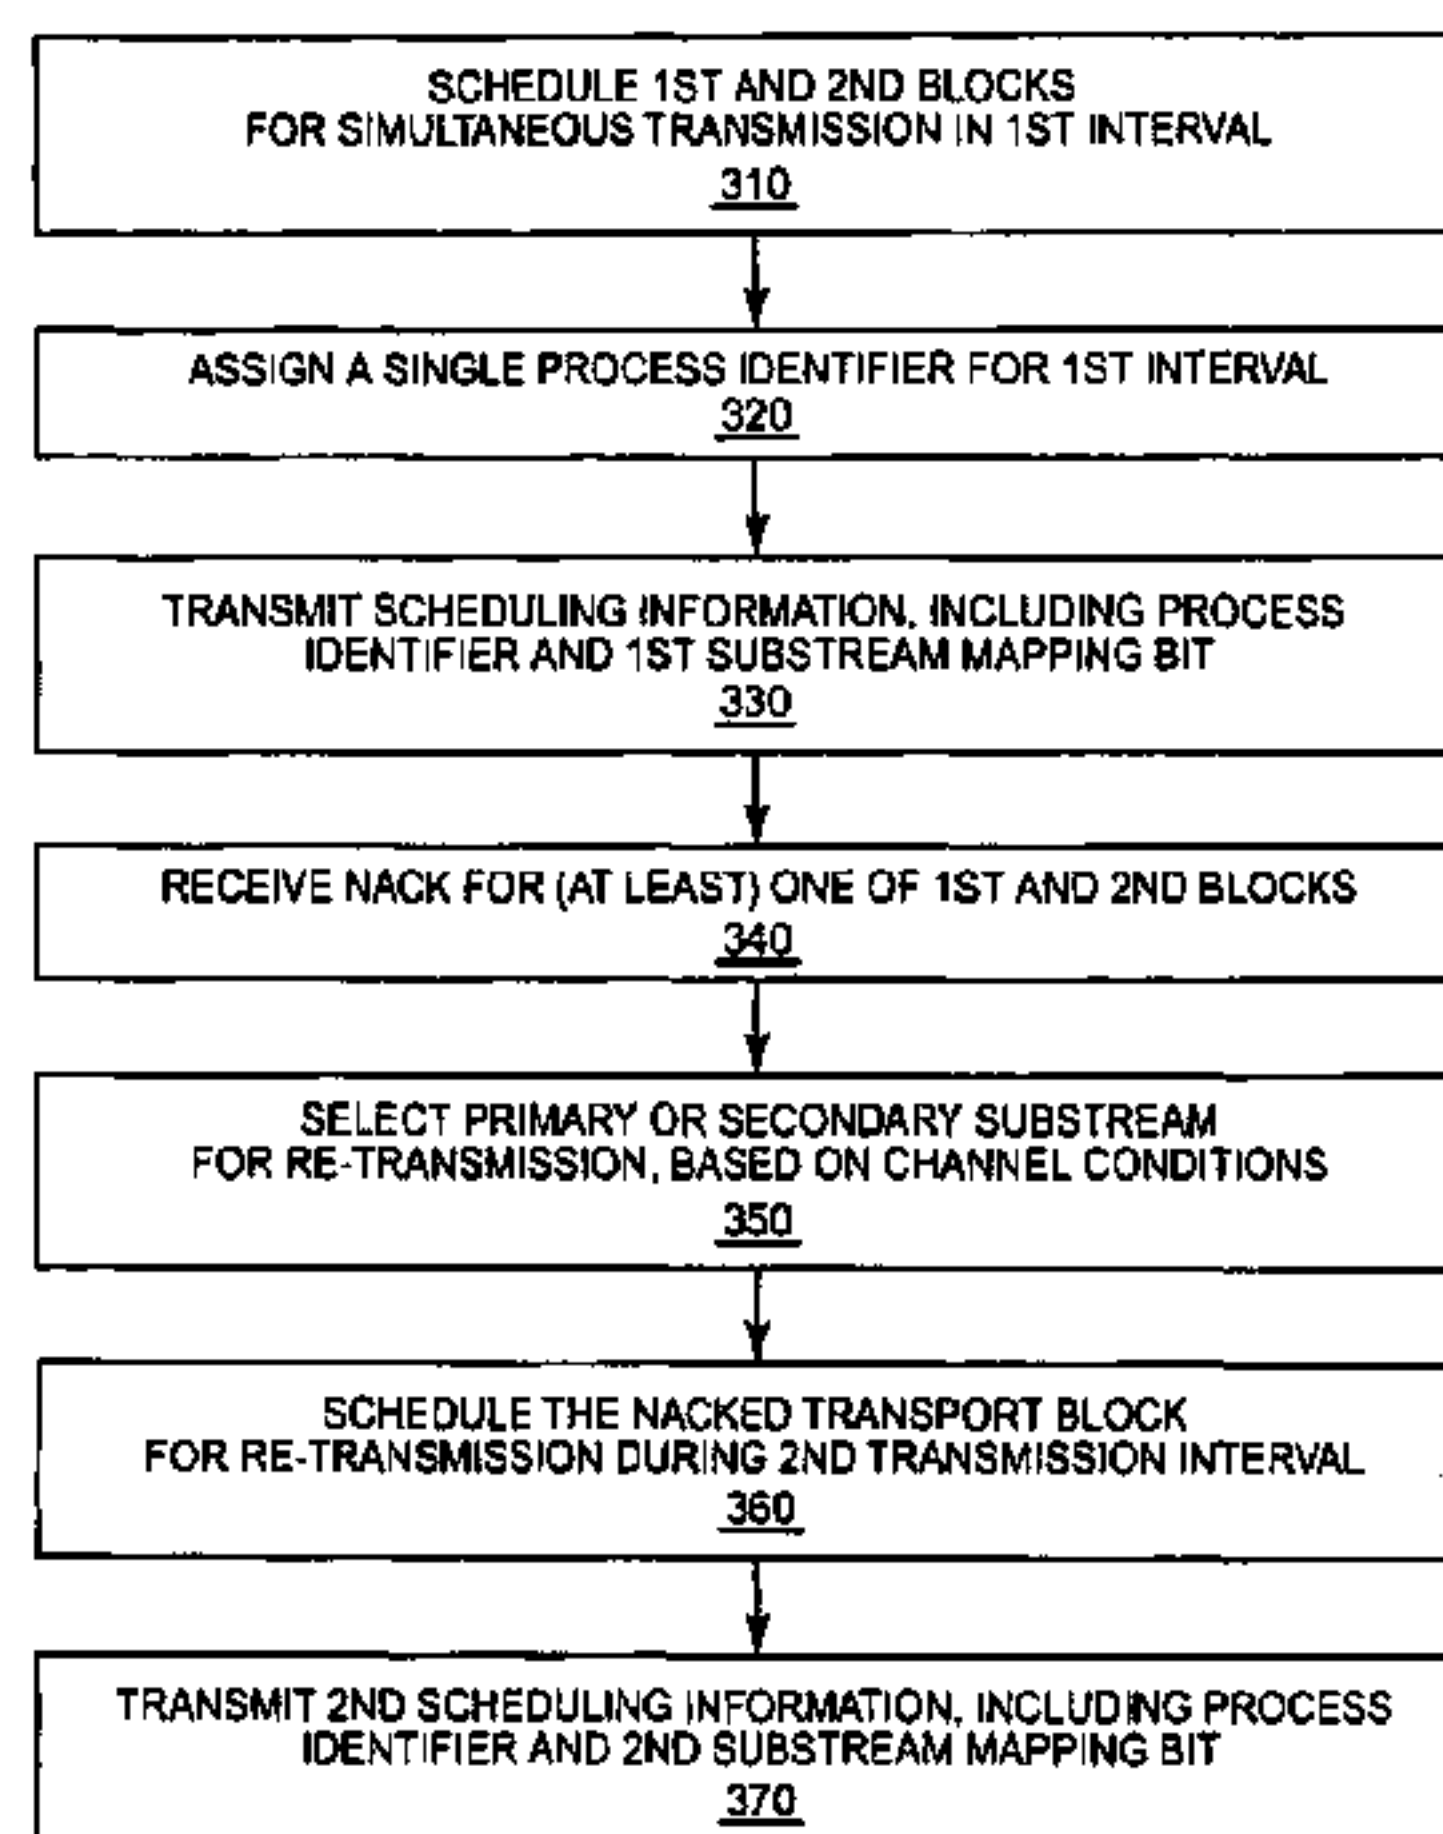 SCHEDULE 1ST AND 2ND BLOCKS
FOR SIMULTANEOUS TRANSMISSION IN 1ST INTERVAL
310
ASSIGN A SINGLE PROCESS IDENTIFIER FOR 1ST INTERVAL
320
TRANSMIT SCHEDULING INFORMATION, INCLUDING PROCESS
IDENTIFIER AND 1ST SUBSTREAM MAPPING BIT
330
RECEIVE NACK FOR (AT LEAST) ONE OF 1ST AND 2ND BLOCKS
340
SELECT PRIMARY OR SECONDARY SUBSTREAM
FOR RE-TRANSMISSION, BASED ON CHANNEL CONDITIONS
350
SCHEDULE THE NACKED TRANSPORT BLOCK
FOR RE-TRANSMISSION DURING 2ND TRANSMISSION INTERVAL
360
TRANSMIT 2ND SCHEDULING INFORMATION, INCLUDING PROCESS
IDENTIFIER AND 2ND SUBSTREAM MAPPING BIT
370